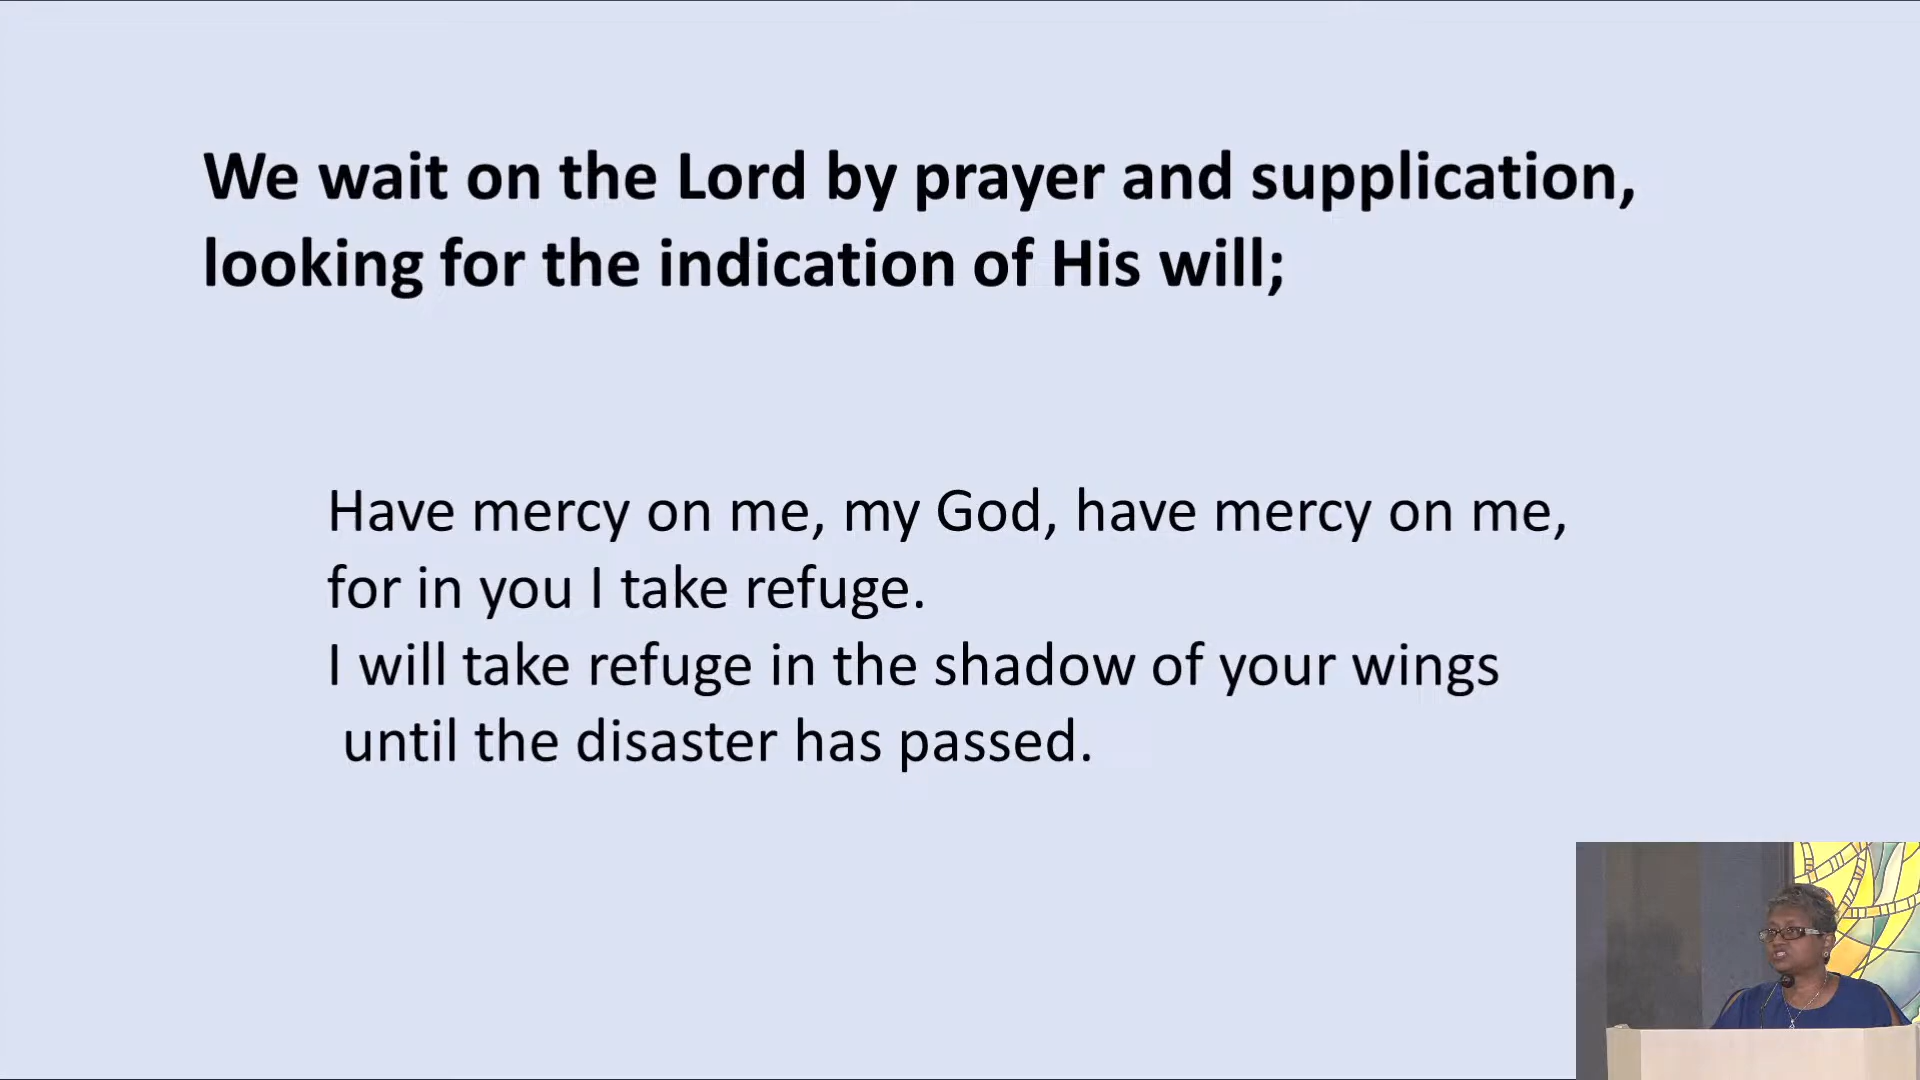 We wait on the Lord by prayer and supplication,
looking for the indication of His will;
Have mercy on me, my God, have mercy on me,
for in you I take refuge.
I will take refuge in the shadow of your wings
until the disaster has passed.